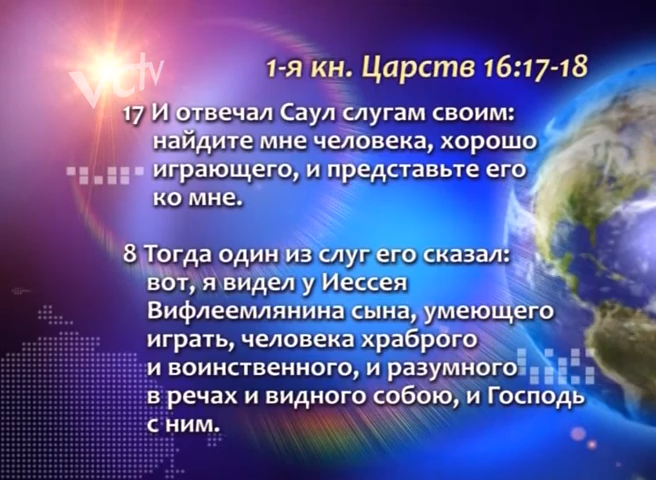 vctv
1-я кн. Царств 16:17-18
17 И отвечал Саул слугам своим:
найдите мне человека, хорошо
играющего, и представьте его
ко мне.
8 Тогда один из слуг его сказал:
вот, я видел у Иессея
Вифлеемлянина сына, умеющего
играть, человека храброго
и воинственного, и разумного
в речах и видного собою, и Господь
с ним.